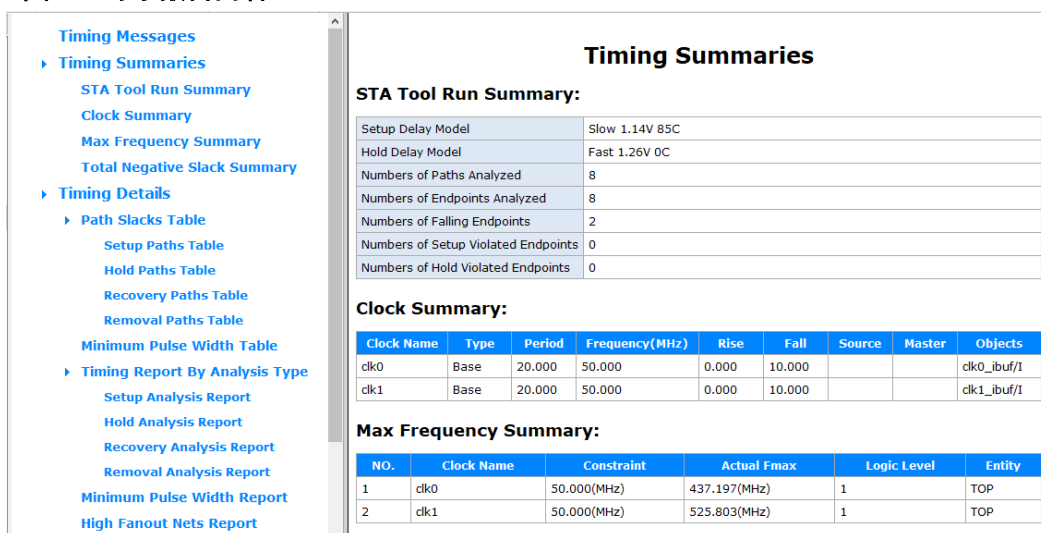 Timing Messages
Timing Summaries
STA Tool Run Summary
Clock Summary
Max Frequency Summary
Total Negative Slack Summary
Timing Details
Path Slacks Table
Setup Paths Table
Hold Paths Table
Recovery Paths Table
Removal Paths Table
Minimum Pulse Width Table
Timing Report By Analysis Type
Setup Analysis Report
Hold Analysis Report
Recovery Analysis Report
Removal Analysis Report
Minimum Pulse Width Report
High Fanout Nets Report
Timing Summaries
STA Tool Run Summary:
Setup Delay Model Slow 1.14V 85C
Hold Delay Model Fast 1.26V 0C
Numbers of Paths Analyzed 8
Numbers of Endpoints Analyzed 8
Numbers of Falling Endpoints 2
Numbers of Setup Violated Endpoints 0
Numbers of Hold Violated Endpoints 0
Clock Summary:
Clock Name Type Period Frequency(MHz) Rise Fall Source Master Objects
clk0 Base 20.000 50.000 0.000 10.000 clk0_ibuf/I
clk1 Base 20.000 50.000 0.000 10.000 clk1_ibuf/I
Max Frequency Summary:
NO. Clock Name Constraint Actual Fmax Logic Level Entity
1 clk0 50.000(MHz) 437.197(MHz) 1 TOP
2 clk1 50.000(MHz) 525.803(MHz) 1 TOP